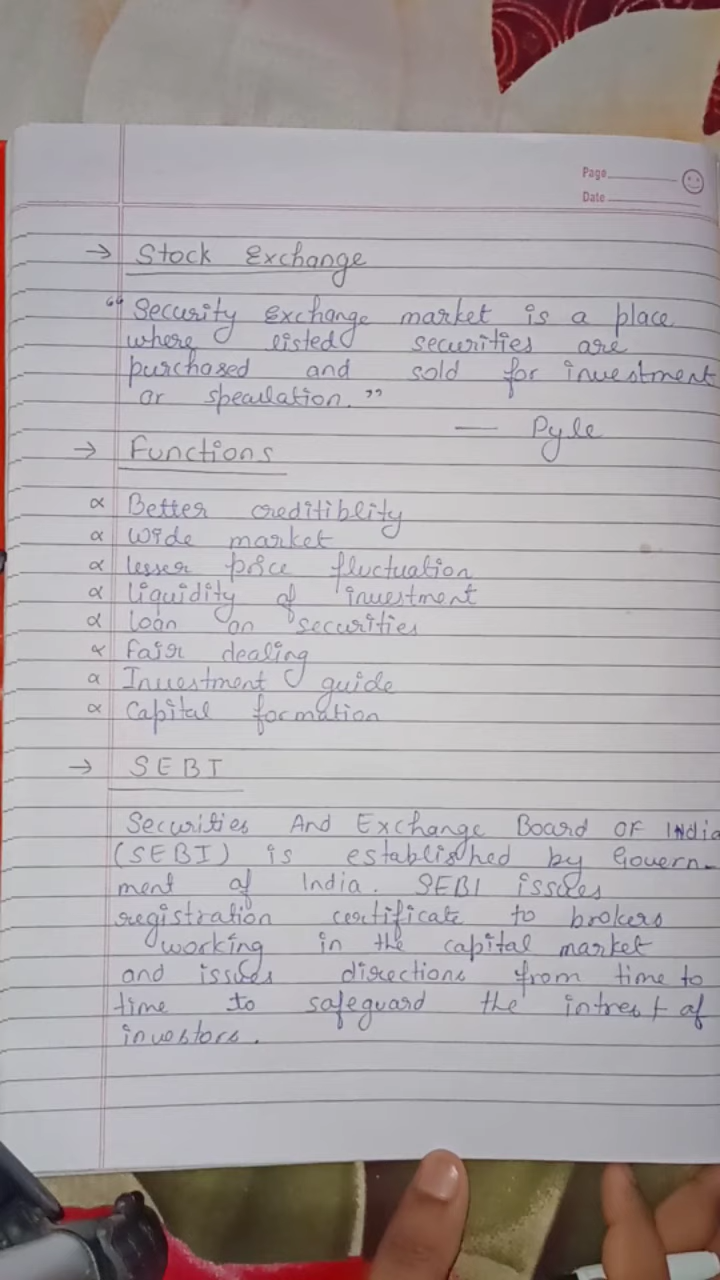 Page
Date
→ Stock Exchange
“ Security Exchange market is a place
where listed securities are
purchased and sold for investment
or speculation. ”
— Pyle
→ Functions
∝ Better creditiblity
∝ Wide market
∝ lesser price fluctuation
∝ liquidity of investment
∝ loan on securities
∝ Fair dealing
∝ Investment guide
∝ Capital formation
→ SEBI
Securities And Exchange Board OF India
(SEBI) is established by Govern-
ment of India. SEBI issues
registration certificate to brokers
working in the capital market
and issues directions from time to
time to safeguard the intrest of
investors.